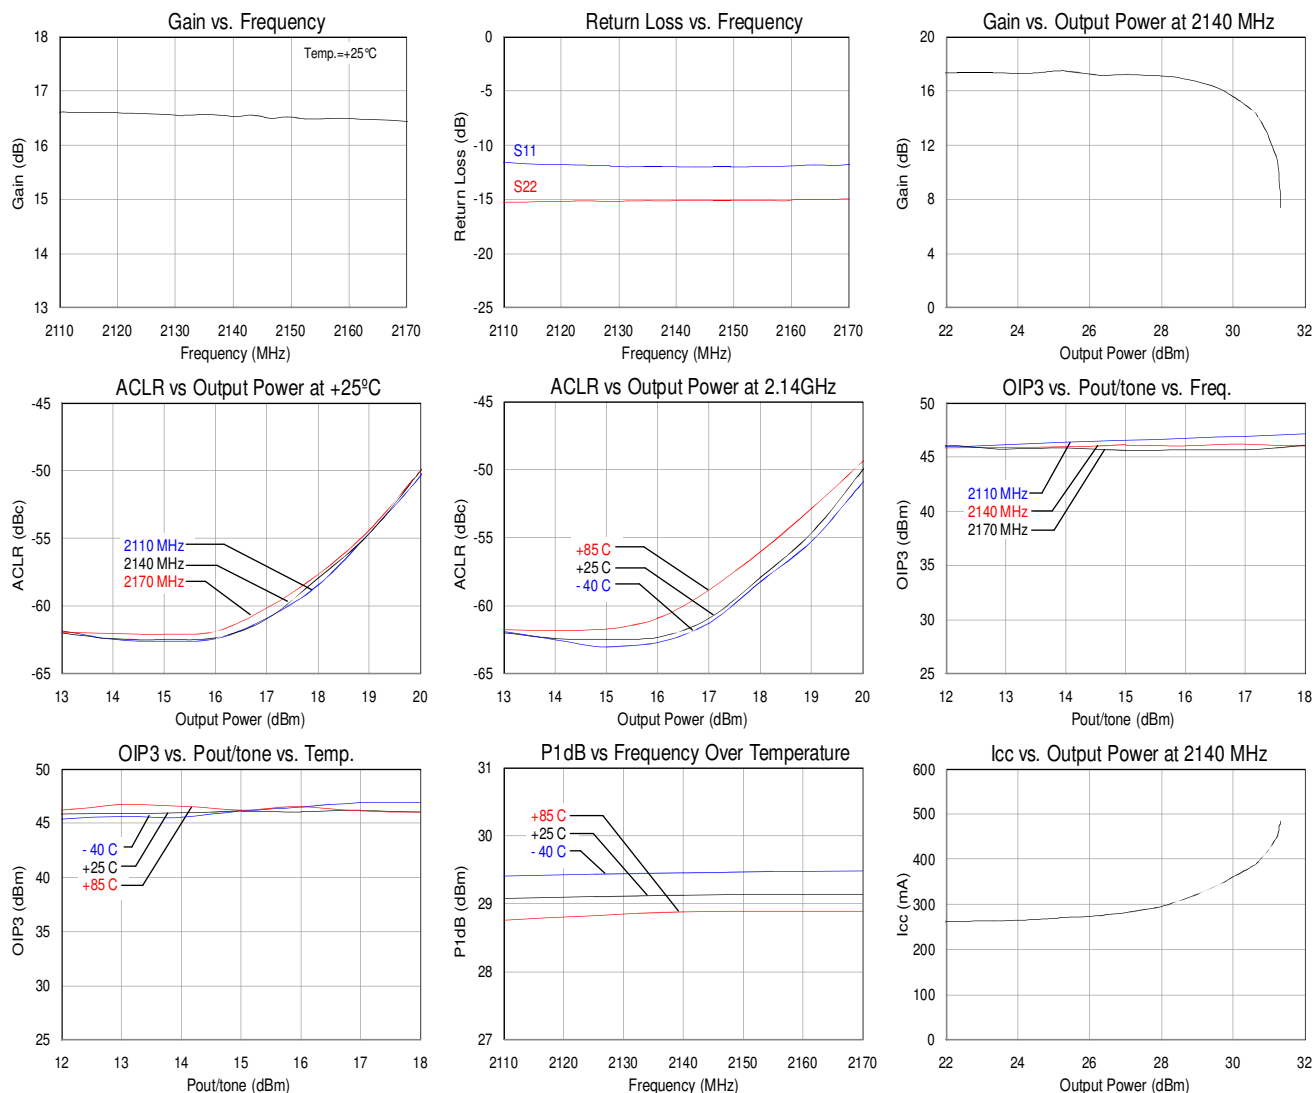 Gain vs. Frequency
18
17
16
15
14
13
Gain (dB)
Temp.=+25ºC
2110 2120 2130 2140 2150 2160 2170
Frequency (MHz)
Return Loss vs. Frequency
0
-5
-10
-15
-20
-25
Return Loss (dB)
S11
S22
2110 2120 2130 2140 2150 2160 2170
Frequency (MHz)
Gain vs. Output Power at 2140 MHz
20
16
12
8
4
0
Gain (dB)
22 24 26 28 30 32
Output Power (dBm)
ACLR vs Output Power at +25ºC
-45
-50
-55
-60
-65
ACLR (dBc)
2110 MHz
2140 MHz
2170 MHz
13 14 15 16 17 18 19 20
Output Power (dBm)
ACLR vs Output Power at 2.14GHz
-45
-50
-55
-60
-65
ACLR (dBc)
+85 C
+25 C
- 40 C
13 14 15 16 17 18 19 20
Output Power (dBm)
OIP3 vs. Pout/tone vs. Freq.
50
45
40
35
30
25
OIP3 (dBm)
2110 MHz
2140 MHz
2170 MHz
12 13 14 15 16 17 18
Pout/tone (dBm)
OIP3 vs. Pout/tone vs. Temp.
50
45
40
35
30
25
OIP3 (dBm)
- 40 C
+25 C
+85 C
12 13 14 15 16 17 18
Pout/tone (dBm)
P1dB vs Frequency Over Temperature
31
30
29
28
27
P1dB (dBm)
+85 C
+25 C
- 40 C
2110 2120 2130 2140 2150 2160 2170
Frequency (MHz)
Icc vs. Output Power at 2140 MHz
600
500
400
300
200
100
0
Icc (mA)
22 24 26 28 30 32
Output Power (dBm)